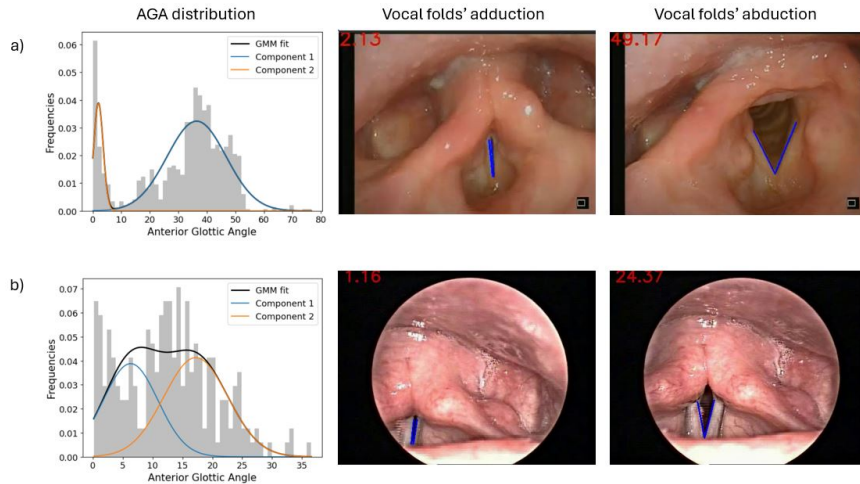 AGA distribution
Vocal folds' adduction
Vocal folds' abduction
a)
0.06
0.05
0.04
0.03
0.02
0.01
0.00
Frequencies
GMM fit
Component 1
Component 2
0 10 20 30 40 50 60 70 80
Anterior Glottic Angle
2.13
49.17
b)
0.07
0.06
0.05
0.04
0.03
0.02
0.01
0.00
Frequencies
GMM fit
Component 1
Component 2
0 5 10 15 20 25 30 35
Anterior Glottic Angle
1.16
24.37